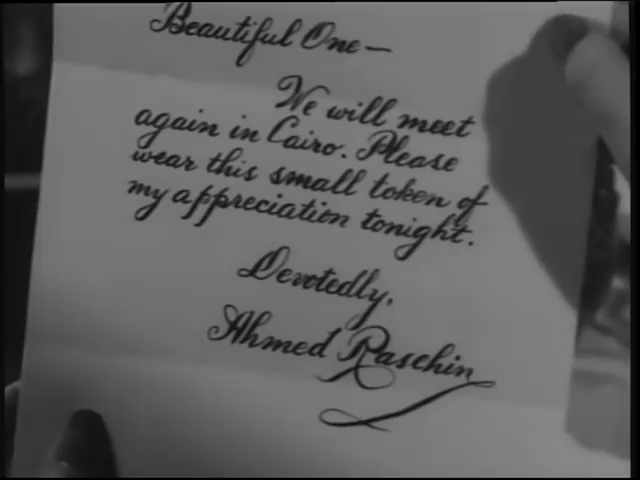 Beautiful One —
We will meet
again in Cairo. Please
wear this small token of
my appreciation tonight.
Devotedly,
Ahmed Raschin